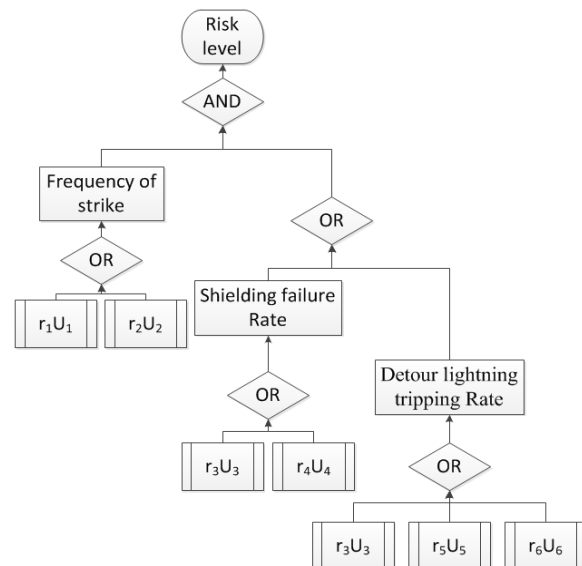 Risk
level
AND
Frequency of
strike
OR
OR
r₁U₁
r₂U₂
Shielding failure
Rate
Detour lightning
tripping Rate
OR
r₃U₃
r₄U₄
OR
r₃U₃
r₅U₅
r₆U₆